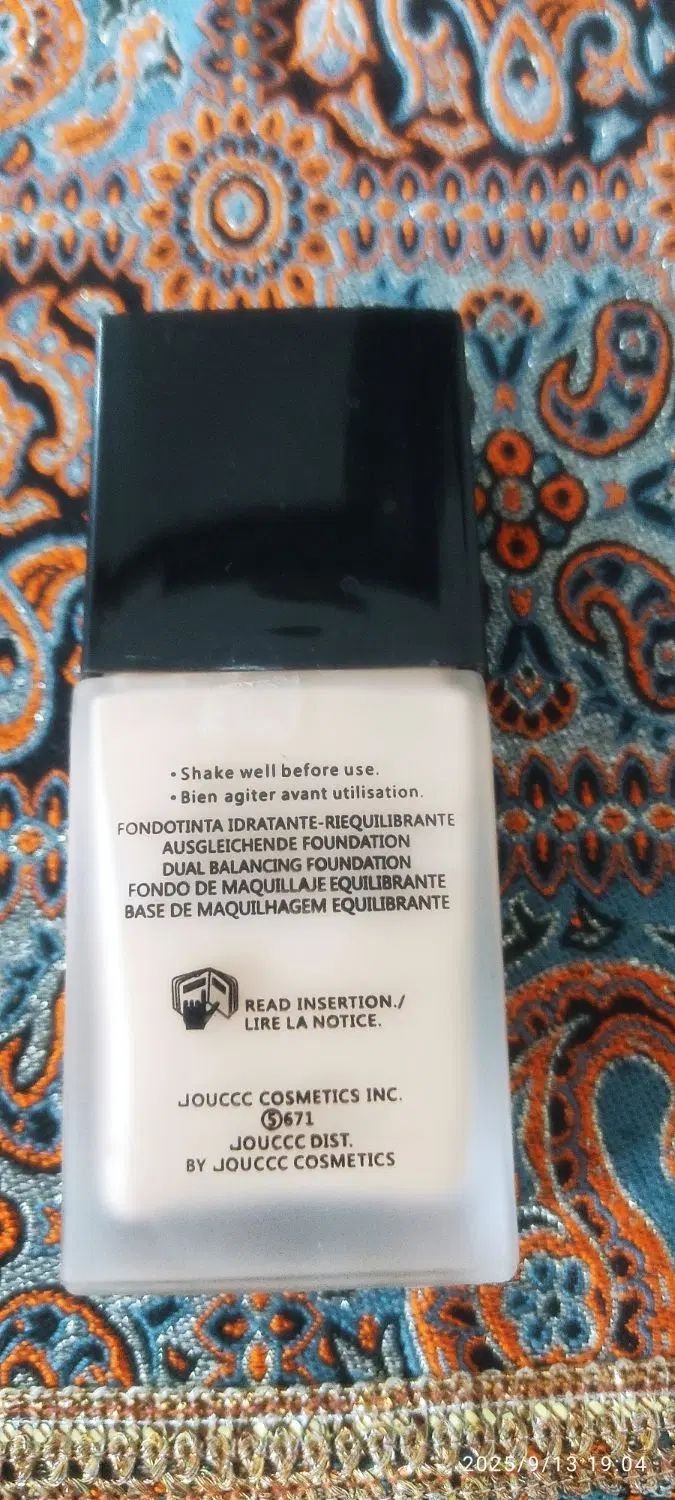 • Shake well before use.
• Bien agiter avant utilisation.
FONDOTINTA IDRATANTE-RIEQUILIBRANTE
AUSGLEICHENDE FOUNDATION
DUAL BALANCING FOUNDATION
FONDO DE MAQUILLAJE EQUILIBRANTE
BASE DE MAQUILHAGEM EQUILIBRANTE
READ INSERTION./
LIRE LA NOTICE.
JOUCCC COSMETICS INC.
Ⓢ671
JOUCCC DIST.
BY JOUCCC COSMETICS
2025/9/13 19:04